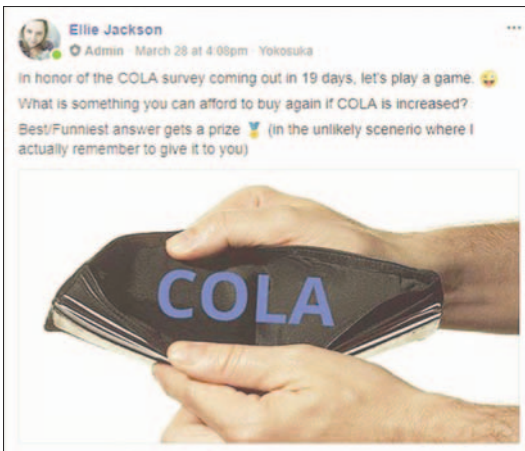 Ellie Jackson
Admin · March 28 at 4:08pm · Yokosuka
In honor of the COLA survey coming out in 19 days, let's play a game. 😜
What is something you can afford to buy again if COLA is increased?
Best/Funniest answer gets a prize 🏅 (in the unlikely scenerio where I
actually remember to give it to you)
COLA